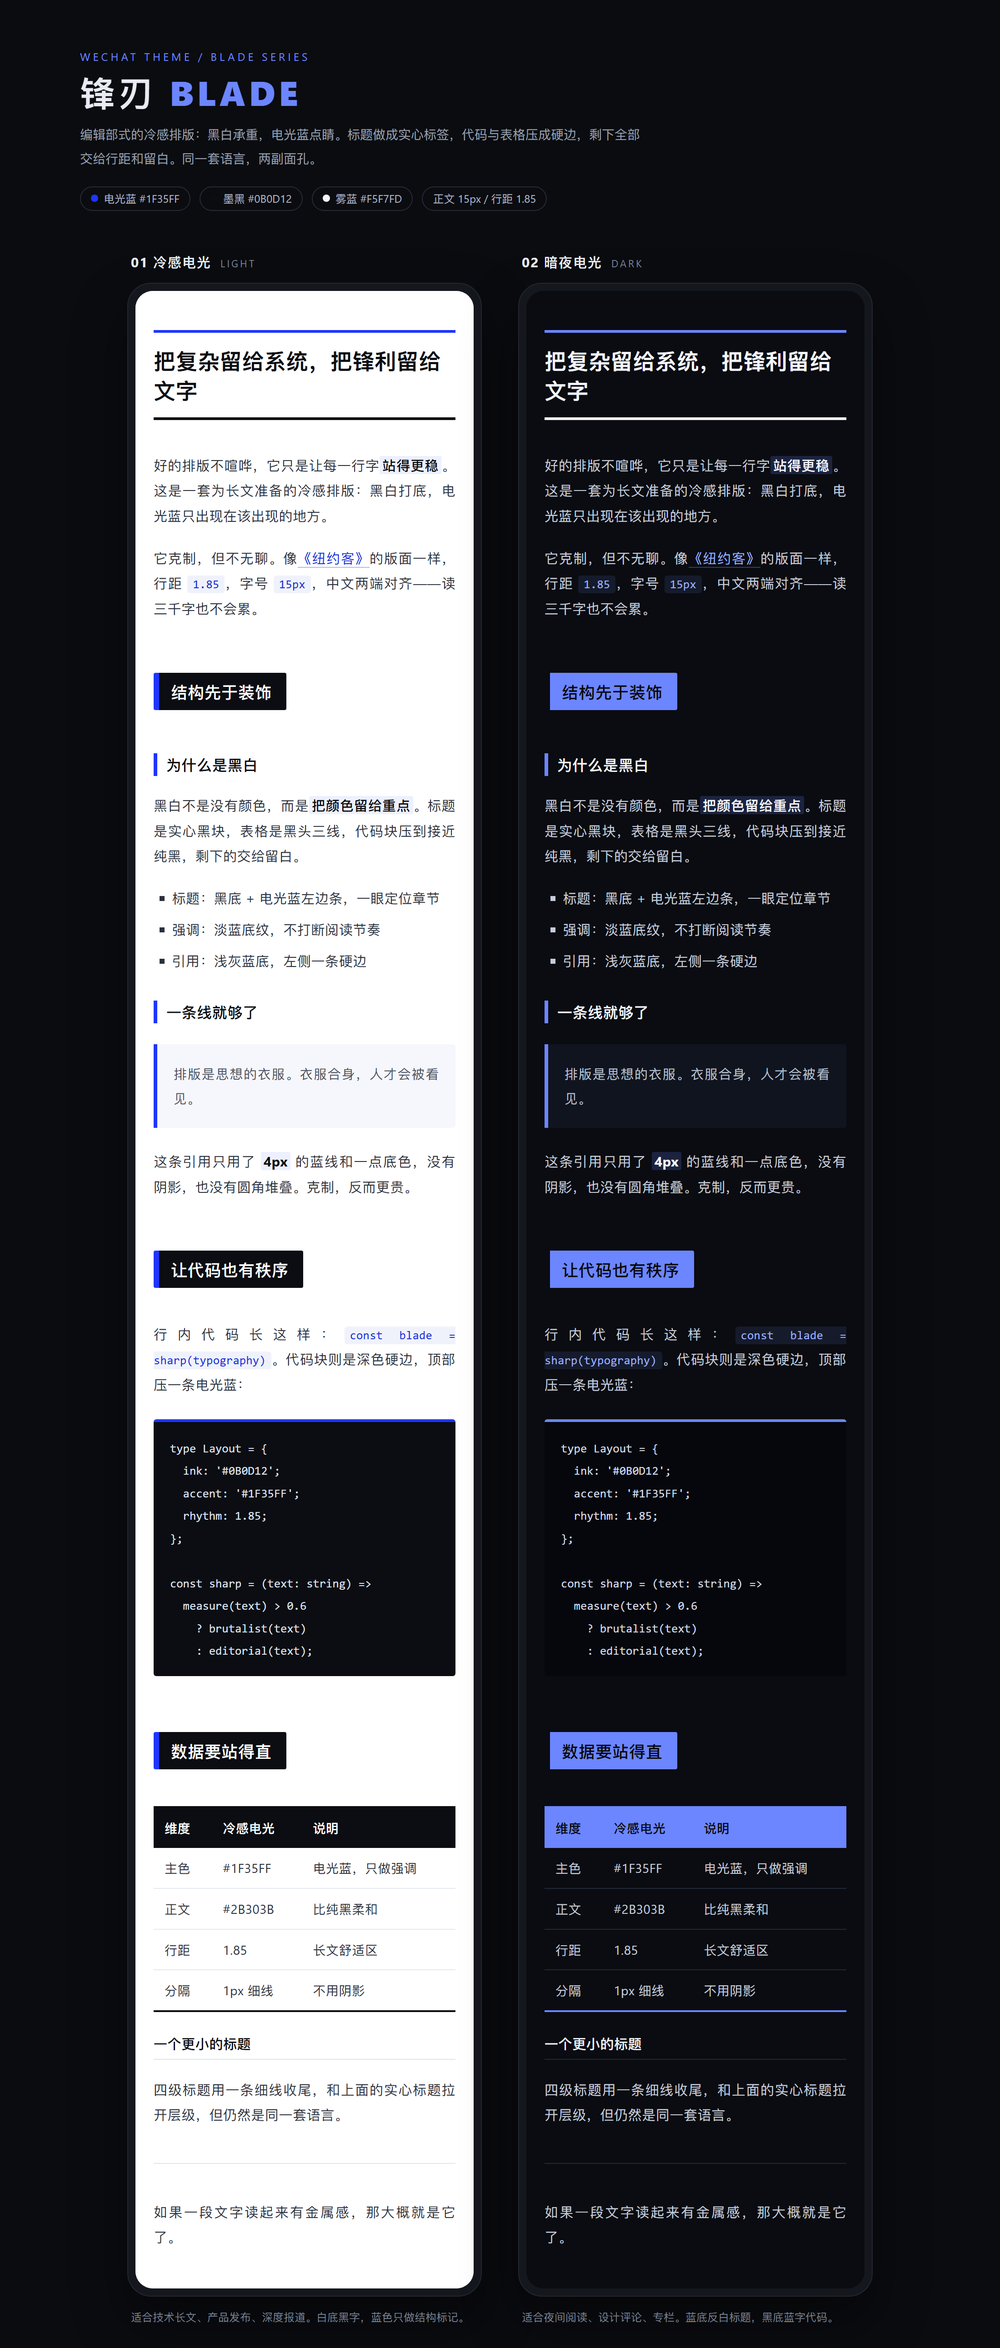 WECHAT THEME / BLADE SERIES
锋刃 BLADE
编辑部式的冷感排版：黑白承重，电光蓝点睛。标题做成实心标签，代码与表格压成硬边，剩下全部
交给行距和留白。同一套语言，两副面孔。
电光蓝 #1F35FF
墨黑 #0B0D12
雾蓝 #F5F7FD
正文 15px / 行距 1.85
01 冷感电光 LIGHT
把复杂留给系统，把锋利留给
文字
好的排版不喧哗，它只是让每一行字站得更稳。
这是一套为长文准备的冷感排版：黑白打底，电
光蓝只出现在该出现的地方。
它克制，但不无聊。像《纽约客》的版面一样，
行距 1.85，字号 15px，中文两端对齐——读
三千字也不会累。
结构先于装饰
为什么是黑白
黑白不是没有颜色，而是把颜色留给重点。标题
是实心黑块，表格是黑头三线，代码块压到接近
纯黑，剩下的交给留白。
▪ 标题：黑底 + 电光蓝左边条，一眼定位章节
▪ 强调：淡蓝底纹，不打断阅读节奏
▪ 引用：浅灰蓝底，左侧一条硬边
一条线就够了
排版是思想的衣服。衣服合身，人才会被看
见。
这条引用只用了 4px 的蓝线和一点底色，没有
阴影，也没有圆角堆叠。克制，反而更贵。
让代码也有秩序
行内代码长这样：const blade =
sharp(typography)。代码块则是深色硬边，顶部
压一条电光蓝：
type Layout = {
  ink: '#0B0D12';
  accent: '#1F35FF';
  rhythm: 1.85;
};
const sharp = (text: string) =>
  measure(text) > 0.6
    ? brutalist(text)
    : editorial(text);
数据要站得直
维度 冷感电光 说明
主色 #1F35FF 电光蓝，只做强调
正文 #2B303B 比纯黑柔和
行距 1.85 长文舒适区
分隔 1px 细线 不用阴影
一个更小的标题
四级标题用一条细线收尾，和上面的实心标题拉
开层级，但仍然是同一套语言。
如果一段文字读起来有金属感，那大概就是它
了。
适合技术长文、产品发布、深度报道。白底黑字，蓝色只做结构标记。
02 暗夜电光 DARK
把复杂留给系统，把锋利留给
文字
好的排版不喧哗，它只是让每一行字站得更稳。
这是一套为长文准备的冷感排版：黑白打底，电
光蓝只出现在该出现的地方。
它克制，但不无聊。像《纽约客》的版面一样，
行距 1.85，字号 15px，中文两端对齐——读
三千字也不会累。
结构先于装饰
为什么是黑白
黑白不是没有颜色，而是把颜色留给重点。标题
是实心黑块，表格是黑头三线，代码块压到接近
纯黑，剩下的交给留白。
▪ 标题：黑底 + 电光蓝左边条，一眼定位章节
▪ 强调：淡蓝底纹，不打断阅读节奏
▪ 引用：浅灰蓝底，左侧一条硬边
一条线就够了
排版是思想的衣服。衣服合身，人才会被看
见。
这条引用只用了 4px 的蓝线和一点底色，没有
阴影，也没有圆角堆叠。克制，反而更贵。
让代码也有秩序
行内代码长这样：const blade =
sharp(typography)。代码块则是深色硬边，顶部
压一条电光蓝：
type Layout = {
  ink: '#0B0D12';
  accent: '#1F35FF';
  rhythm: 1.85;
};
const sharp = (text: string) =>
  measure(text) > 0.6
    ? brutalist(text)
    : editorial(text);
数据要站得直
维度 冷感电光 说明
主色 #1F35FF 电光蓝，只做强调
正文 #2B303B 比纯黑柔和
行距 1.85 长文舒适区
分隔 1px 细线 不用阴影
一个更小的标题
四级标题用一条细线收尾，和上面的实心标题拉
开层级，但仍然是同一套语言。
如果一段文字读起来有金属感，那大概就是它
了。
适合夜间阅读、设计评论、专栏。蓝底反白标题，黑底蓝字代码。